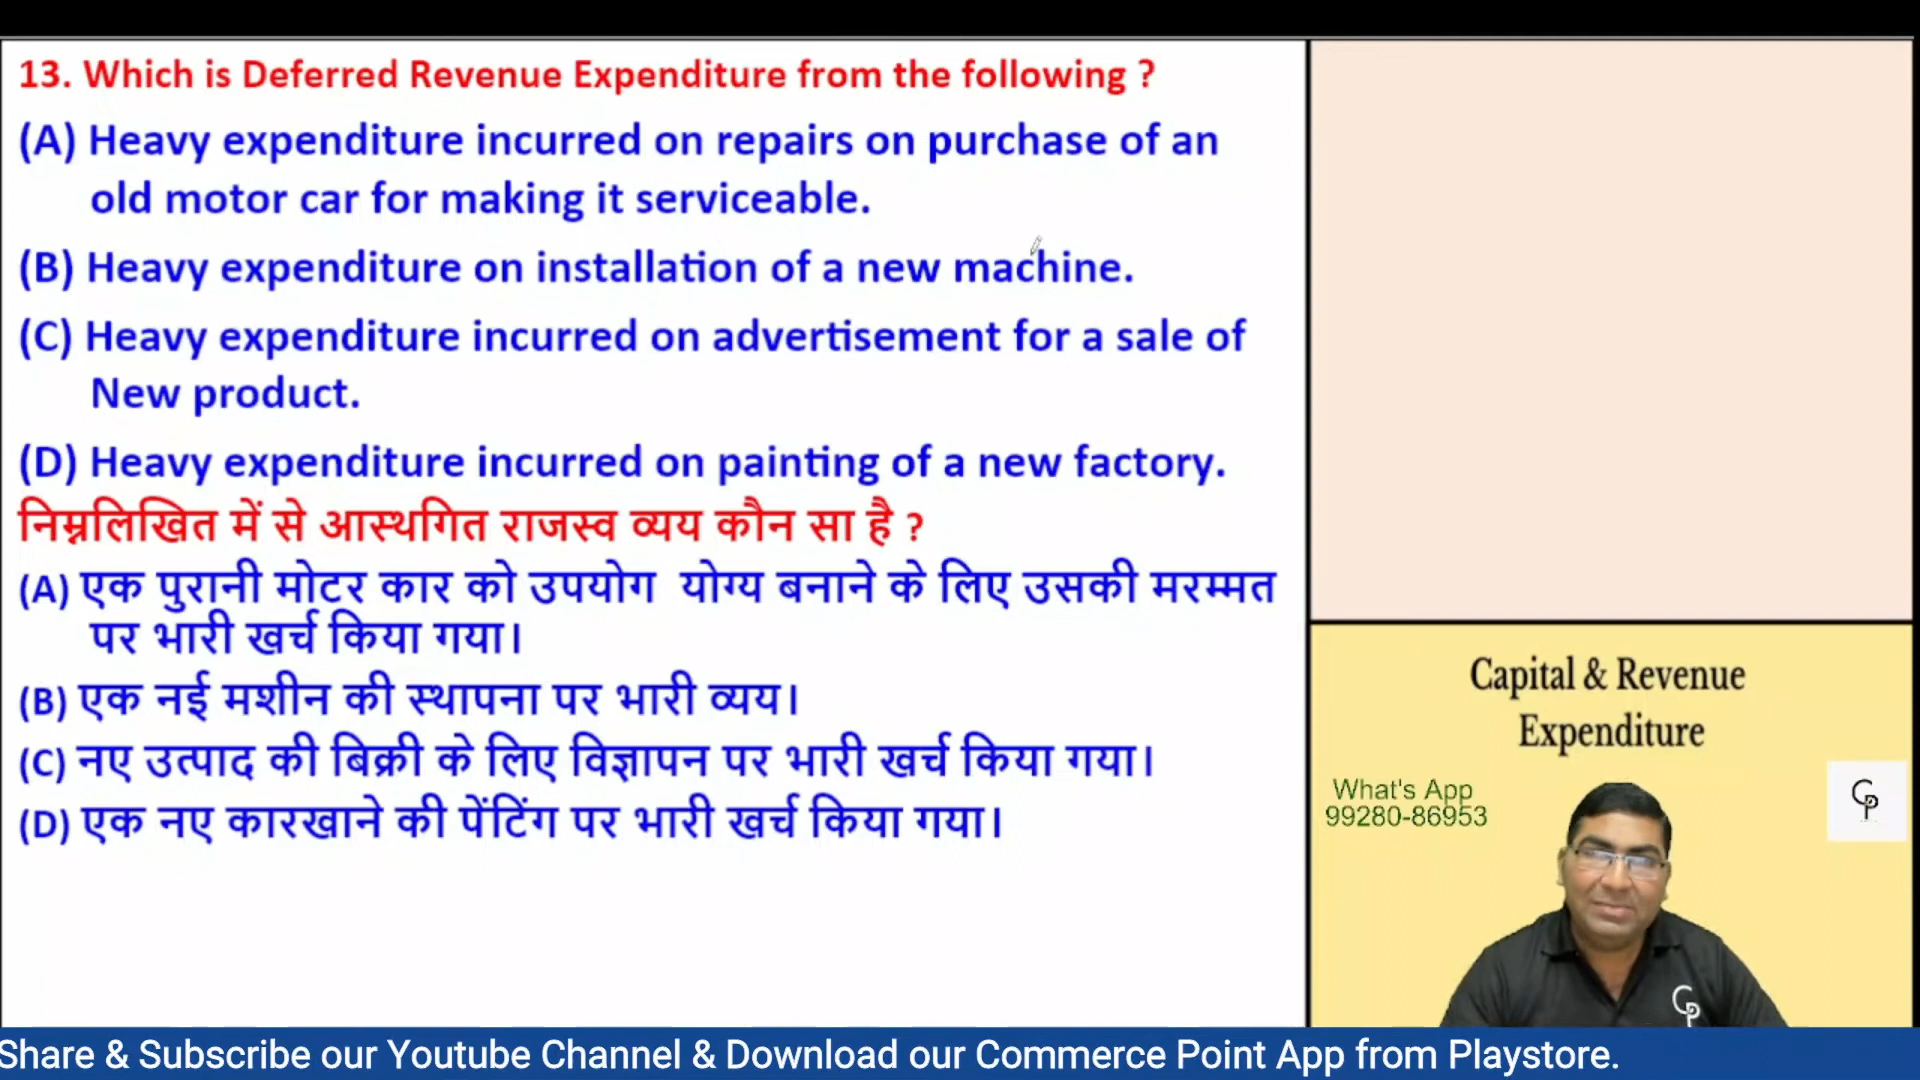 13. Which is Deferred Revenue Expenditure from the following ?
(A) Heavy expenditure incurred on repairs on purchase of an
old motor car for making it serviceable.
(B) Heavy expenditure on installation of a new machine.
(C) Heavy expenditure incurred on advertisement for a sale of
New product.
(D) Heavy expenditure incurred on painting of a new factory.
निम्नलिखित में से आस्थगित राजस्व व्यय कौन सा है ?
(A) एक पुरानी मोटर कार को उपयोग योग्य बनाने के लिए उसकी मरम्मत
पर भारी खर्च किया गया।
(B) एक नई मशीन की स्थापना पर भारी व्यय।
(C) नए उत्पाद की बिक्री के लिए विज्ञापन पर भारी खर्च किया गया।
(D) एक नए कारखाने की पेंटिंग पर भारी खर्च किया गया।
Capital & Revenue
Expenditure
What's App
99280-86953
CP
CP
Share & Subscribe our Youtube Channel & Download our Commerce Point App from Playstore.